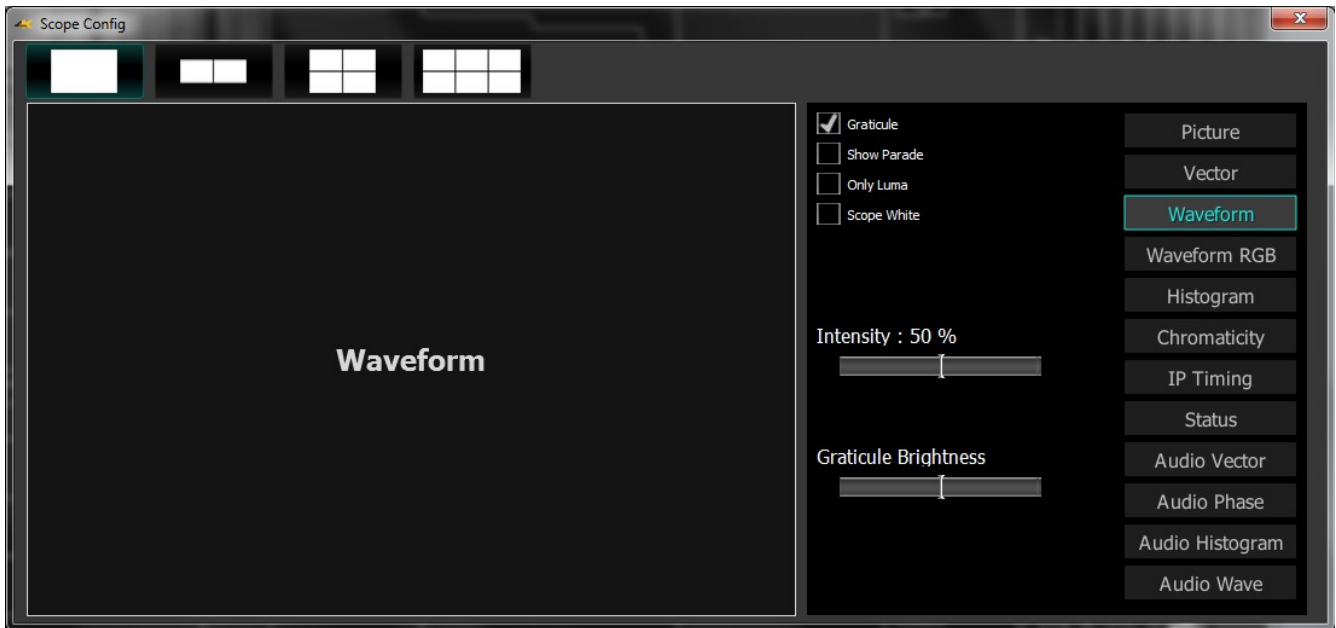 Scope Config
Waveform
Graticule
Show Parade
Only Luma
Scope White
Intensity : 50 %
Graticule Brightness
Picture
Vector
Waveform
Waveform RGB
Histogram
Chromaticity
IP Timing
Status
Audio Vector
Audio Phase
Audio Histogram
Audio Wave